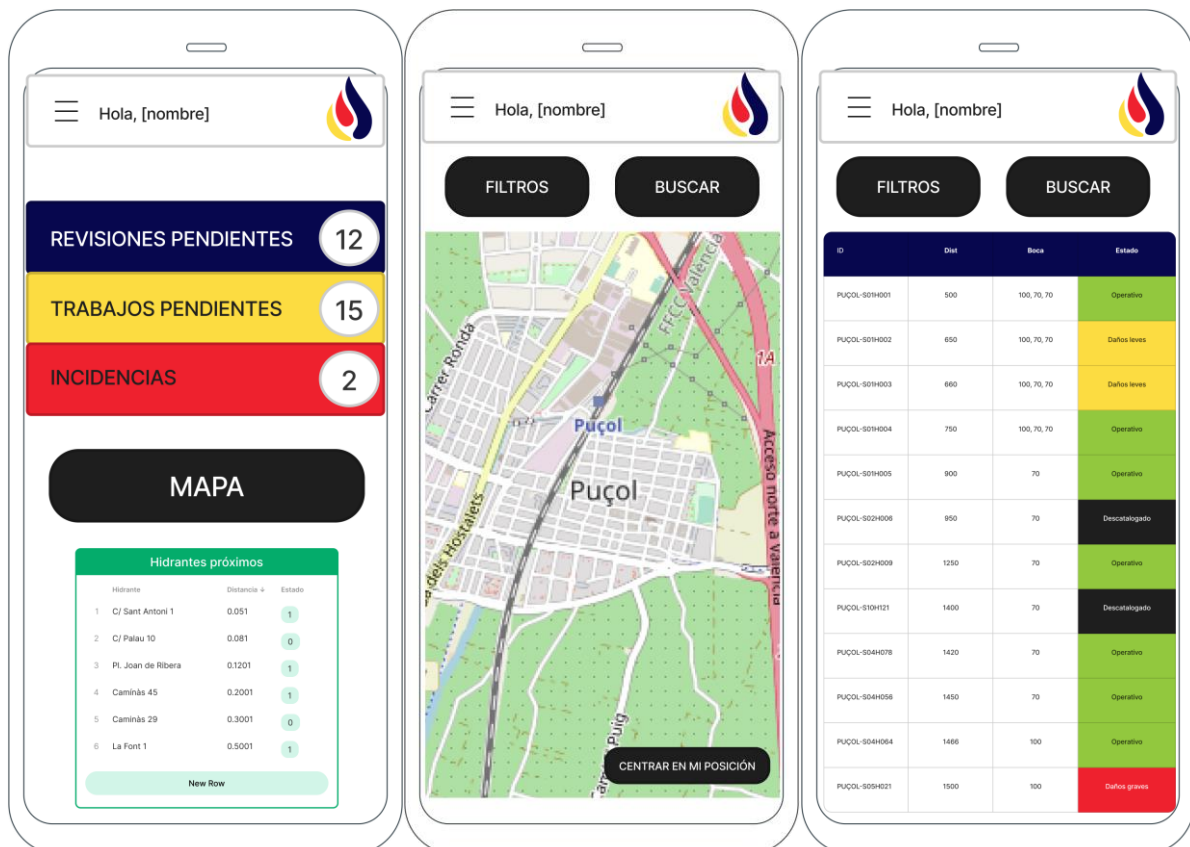 Hola, [nombre]
REVISIONES PENDIENTES 12
TRABAJOS PENDIENTES 15
INCIDENCIAS 2
MAPA
Hidrantes próximos
Hidrante Distancia ↓ Estado
1 C/ Sant Antoni 1 0.051 1
2 C/ Palau 10 0.081 0
3 Pl. Joan de Ribera 0.1201 1
4 Camínàs 45 0.2001 1
5 Caminàs 29 0.3001 0
6 La Font 1 0.5001 1
New Row
Hola, [nombre]
FILTROS BUSCAR
FFCC València
Carrer Ronda
1A
Puçol
Puçol
dels Hostalets
Acceso norte a València
Puig
CENTRAR EN MI POSICIÓN
Hola, [nombre]
FILTROS BUSCAR
ID Dist Boca Estado
PUÇOL-S01H001 500 100, 70, 70 Operativo
PUÇOL-S01H002 650 100, 70, 70 Daños leves
PUÇOL-S01H003 660 100, 70, 70 Daños leves
PUÇOL-S01H004 750 100, 70, 70 Operativo
PUÇOL-S01H005 900 70 Operativo
PUÇOL-S02H006 950 70 Descatalogado
PUÇOL-S02H009 1250 70 Operativo
PUÇOL-S10H121 1400 70 Descatalogado
PUÇOL-S04H078 1420 70 Operativo
PUÇOL-S04H056 1450 70 Operativo
PUÇOL-S04H064 1466 100 Operativo
PUÇOL-S05H021 1500 100 Daños graves